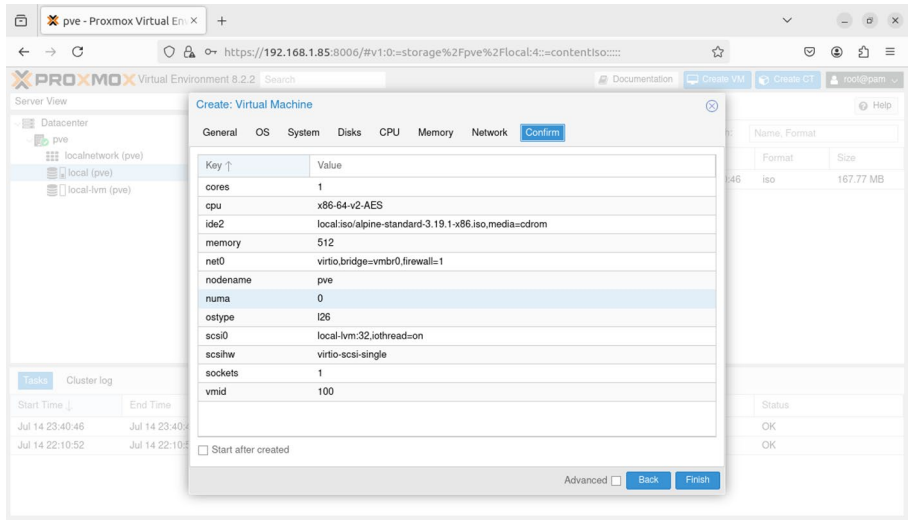 pve - Proxmox Virtual En
https://192.168.1.85:8006/#v1:0:=storage%2Fpve%2Flocal:4::=contentIso:::::
PROXMOX Virtual Environment 8.2.2 Search Documentation Create VM Create CT root@pam
Server View
Help
Datacenter
pve
localnetwork (pve)
local (pve)
local-lvm (pve)
Create: Virtual Machine
General OS System Disks CPU Memory Network Confirm
Key Value
cores 1
cpu x86-64-v2-AES
ide2 local:iso/alpine-standard-3.19.1-x86.iso,media=cdrom
memory 512
net0 virtio,bridge=vmbr0,firewall=1
nodename pve
numa 0
ostype l26
scsi0 local-lvm:32,iothread=on
scsihw virtio-scsi-single
sockets 1
vmid 100
Start after created
Advanced Back Finish
Name, Format
Format Size
:46 iso 167.77 MB
Tasks Cluster log
Start Time End Time Status
Jul 14 23:40:46 Jul 14 23:40: OK
Jul 14 22:10:52 Jul 14 22:10: OK